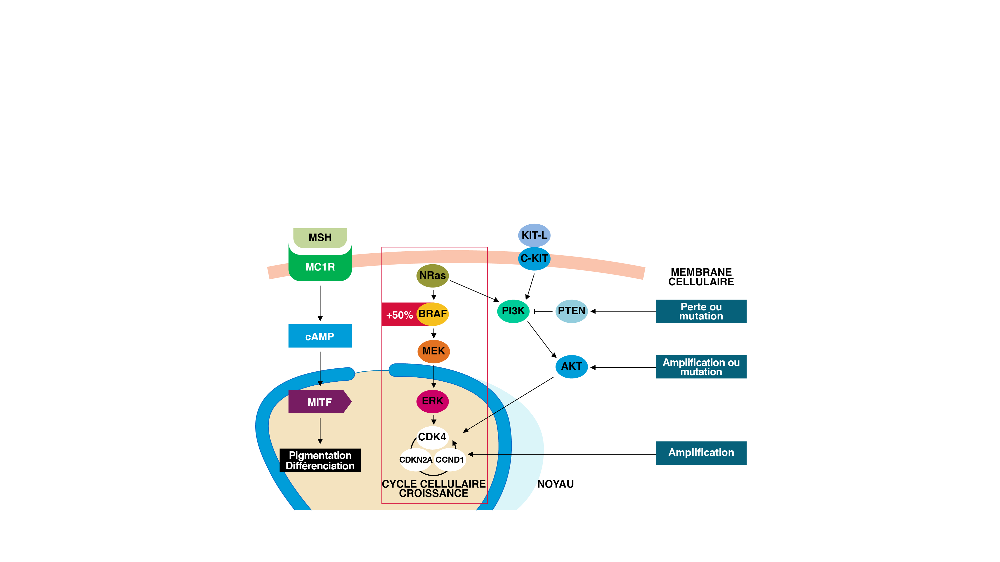 MSH
MC1R
cAMP
MITF
Pigmentation
Différenciation
NRas
+50%
BRAF
MEK
ERK
CDK4
CDKN2A
CCND1
CYCLE CELLULAIRE
CROISSANCE
KIT-L
C-KIT
PI3K
PTEN
AKT
NOYAU
MEMBRANE
CELLULAIRE
Perte ou
mutation
Amplification ou
mutation
Amplification